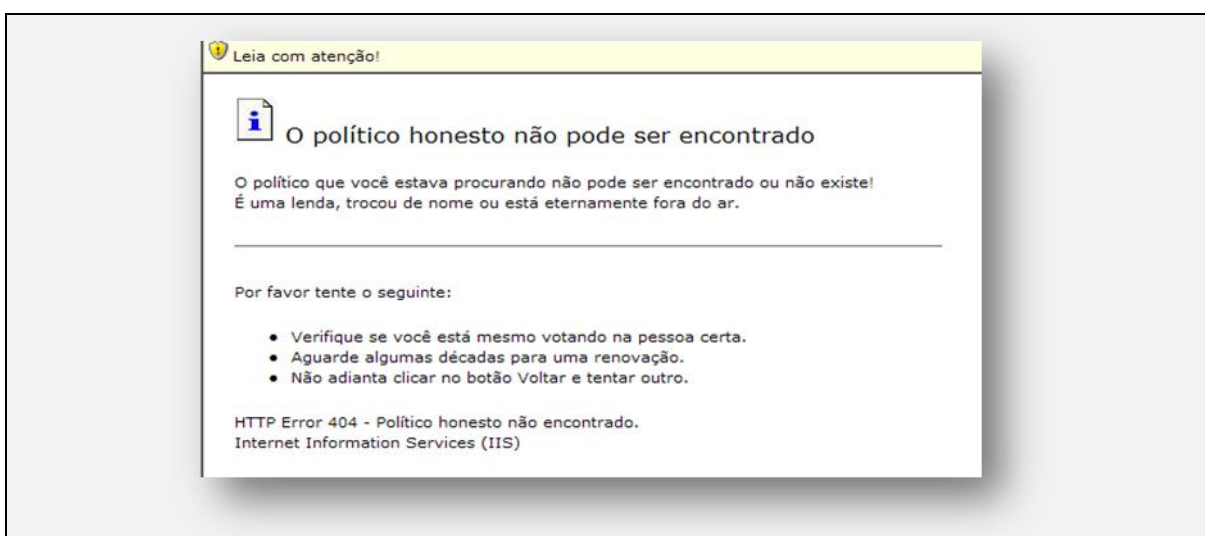 Leia com atenção!
O político honesto não pode ser encontrado
O político que você estava procurando não pode ser encontrado ou não existe!
É uma lenda, trocou de nome ou está eternamente fora do ar.
Por favor tente o seguinte:
• Verifique se você está mesmo votando na pessoa certa.
• Aguarde algumas décadas para uma renovação.
• Não adianta clicar no botão Voltar e tentar outro.
HTTP Error 404 - Político honesto não encontrado.
Internet Information Services (IIS)